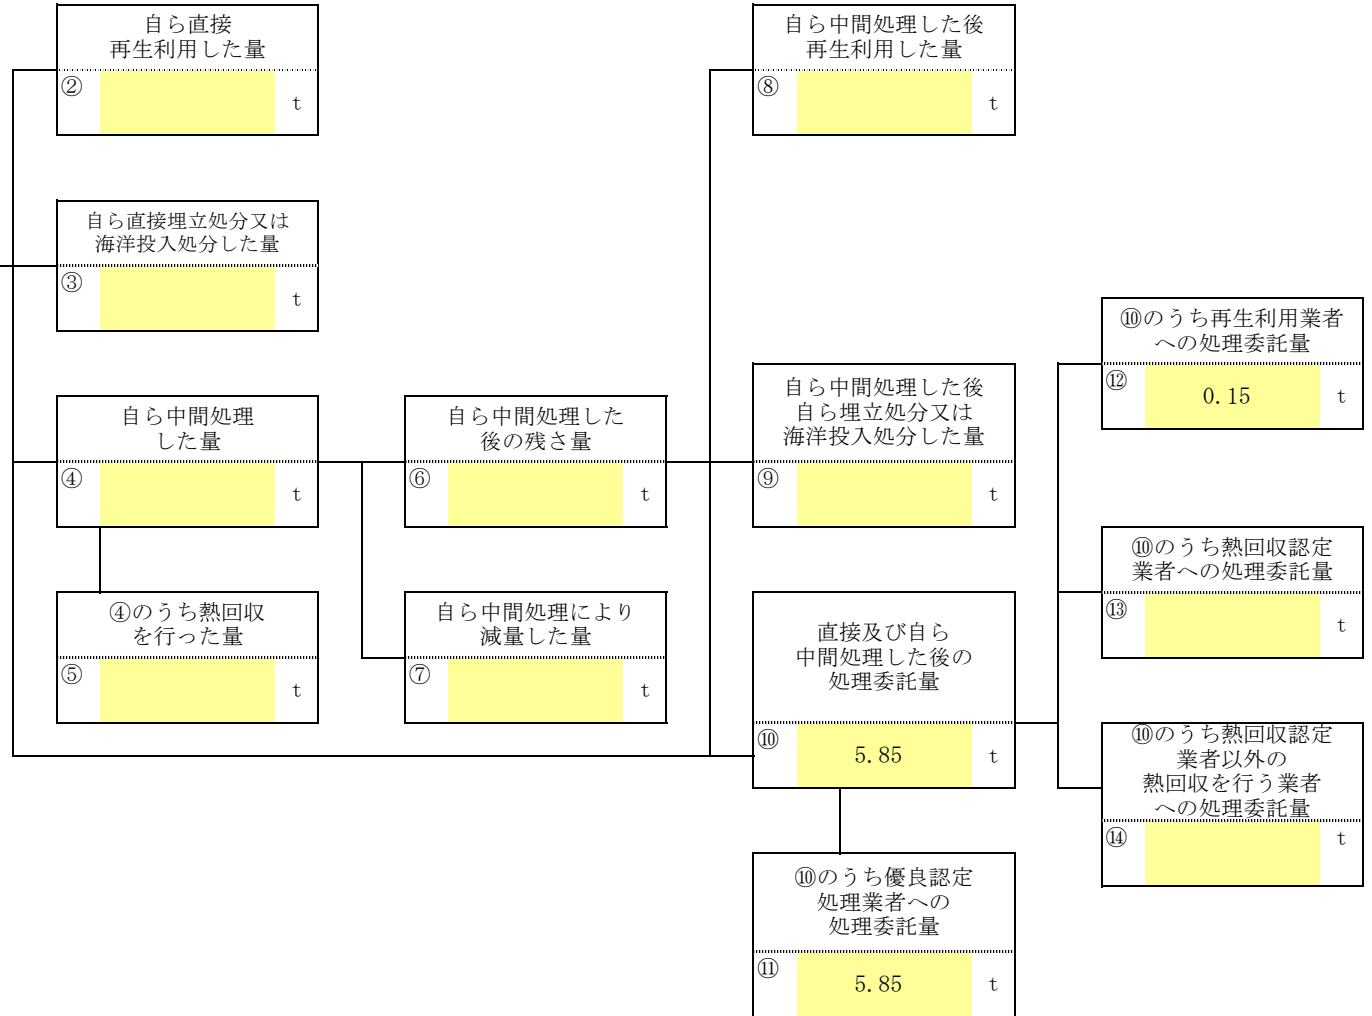 自ら直接
再生利用した量
②
t
自ら中間処理した後
再生利用した量
⑧
t
自ら直接埋立処分又は
海洋投入処分した量
③
t
⑩のうち再生利用業者
への処理委託量
⑫
0.15
t
自ら中間処理
した量
④
t
自ら中間処理した
後の残さ量
⑥
t
自ら中間処理した後
自ら埋立処分又は
海洋投入処分した量
⑨
t
⑩のうち熱回収認定
業者への処理委託量
⑬
t
④のうち熱回収
を行った量
⑤
t
自ら中間処理により
減量した量
⑦
t
直接及び自ら
中間処理した後の
処理委託量
⑩
5.85
t
⑩のうち熱回収認定
業者以外の
熱回収を行う業者
への処理委託量
⑭
t
⑩のうち優良認定
処理業者への
処理委託量
⑪
5.85
t